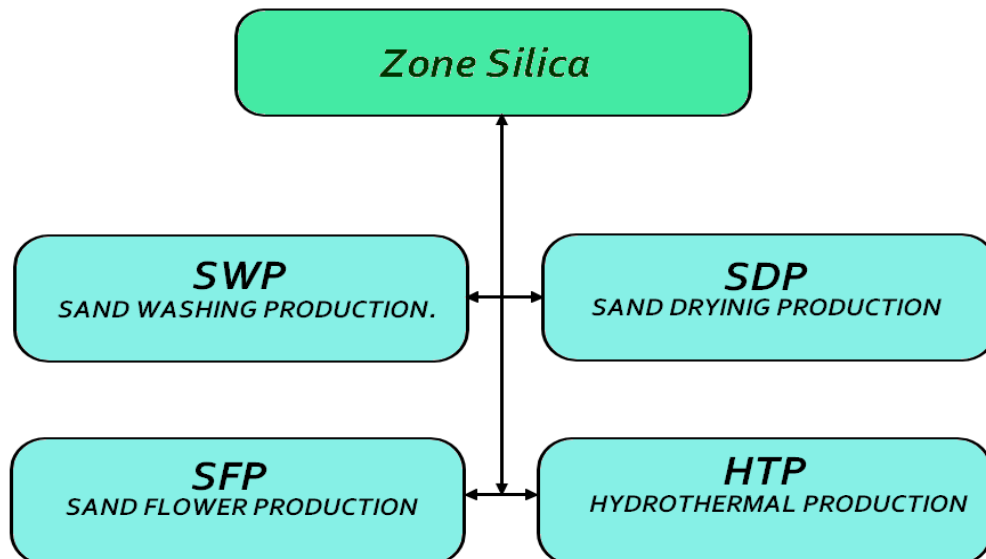 Zone Silica
SWP
SAND WASHING PRODUCTION.
SDP
SAND DRYINIG PRODUCTION
SFP
SAND FLOWER PRODUCTION
HTP
HYDROTHERMAL PRODUCTION